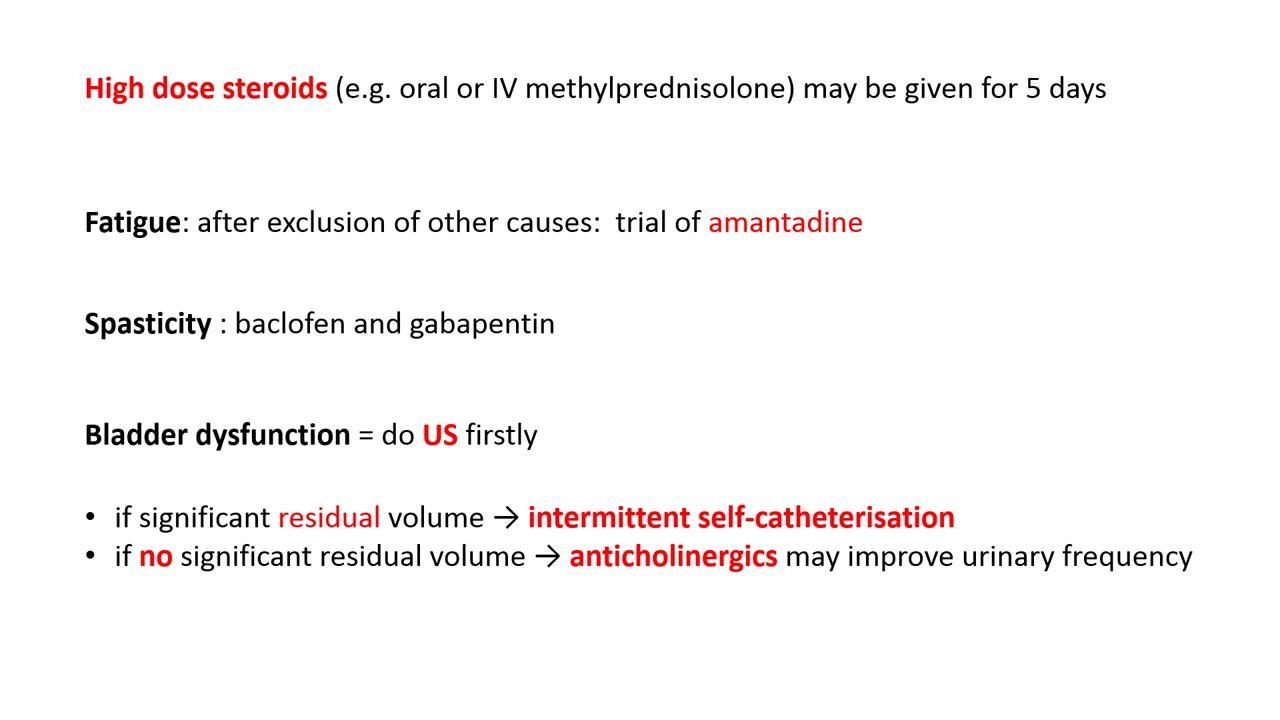 High dose steroids (e.g. oral or IV methylprednisolone) may be given for 5 days
Fatigue: after exclusion of other causes:  trial of amantadine
Spasticity : baclofen and gabapentin
Bladder dysfunction = do US firstly
• if significant residual volume → intermittent self-catheterisation
• if no significant residual volume → anticholinergics may improve urinary frequency